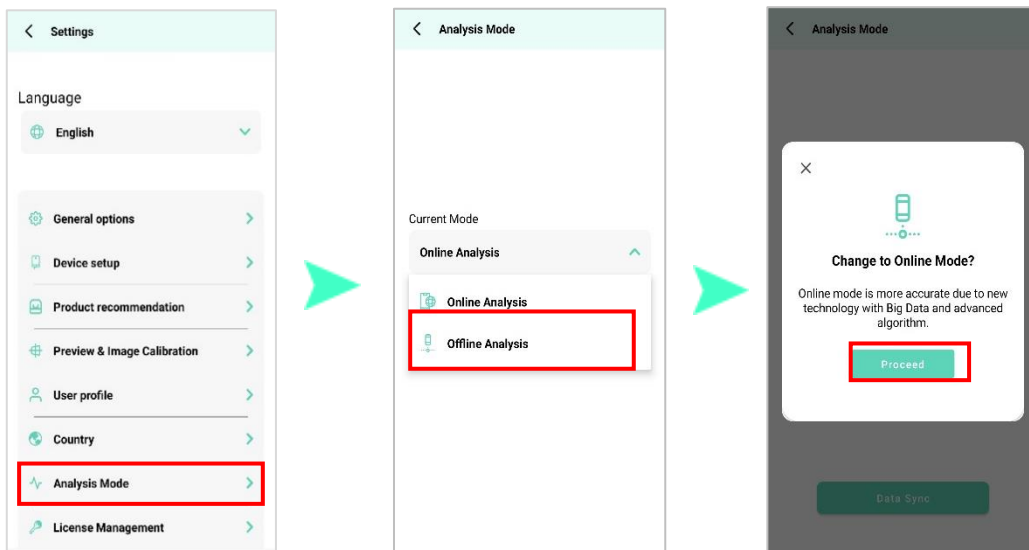 Settings
Language
English
General options
Device setup
Product recommendation
Preview & Image Calibration
User profile
Country
Analysis Mode
License Management
Analysis Mode
Current Mode
Online Analysis
Online Analysis
Offline Analysis
Analysis Mode
Change to Online Mode?
Online mode is more accurate due to new
technology with Big Data and advanced
algorithm.
Proceed
Data Sync